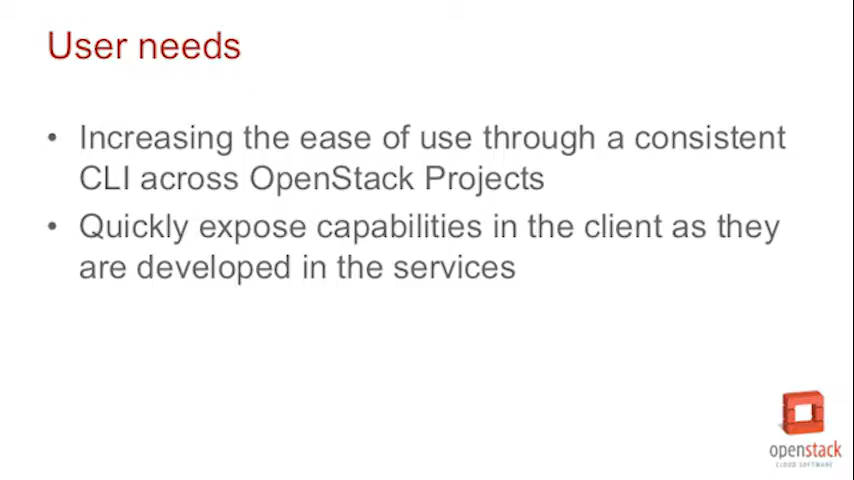 User needs
• Increasing the ease of use through a consistent
CLI across OpenStack Projects
• Quickly expose capabilities in the client as they
are developed in the services
openstack
CLOUD SOFTWARE